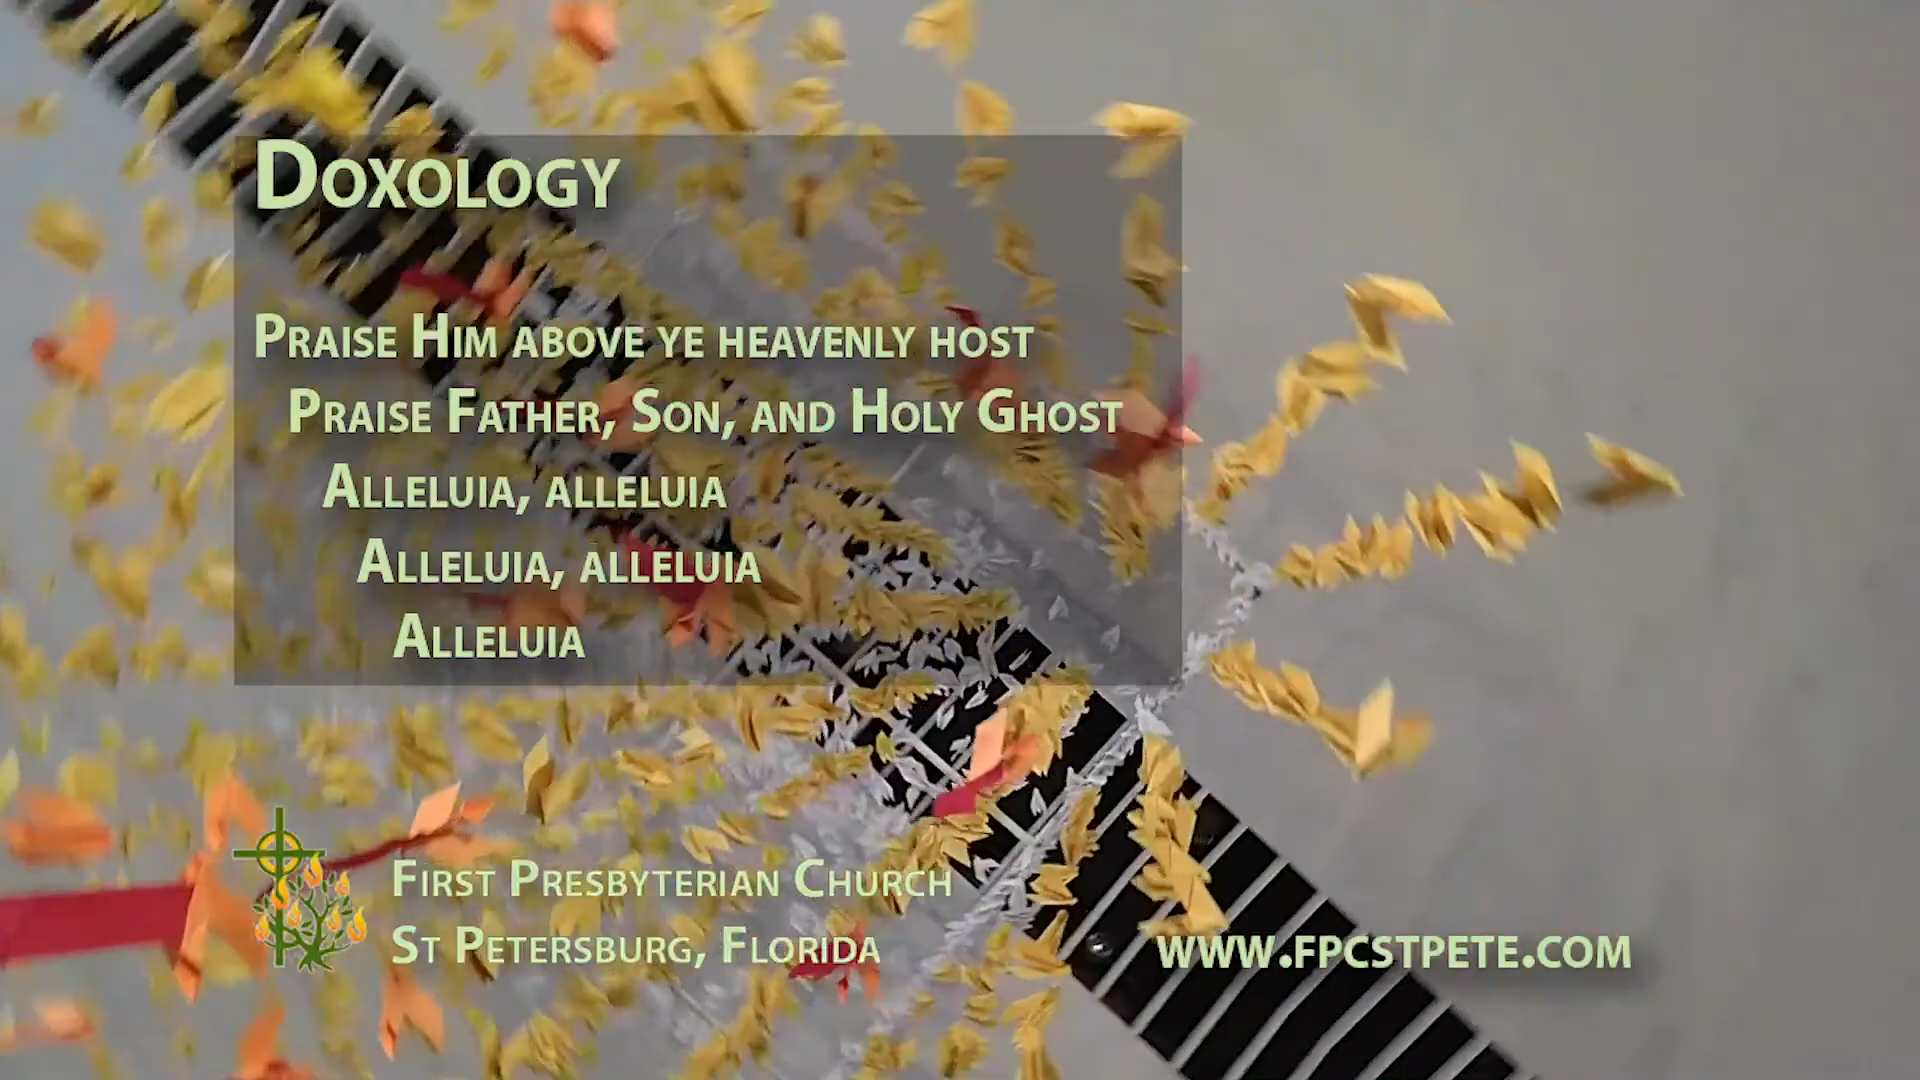 Doxology
Praise Him above ye heavenly host
Praise Father, Son, and Holy Ghost
Alleluia, alleluia
Alleluia, alleluia
Alleluia
First Presbyterian Church
St Petersburg, Florida
www.fpcstpete.com